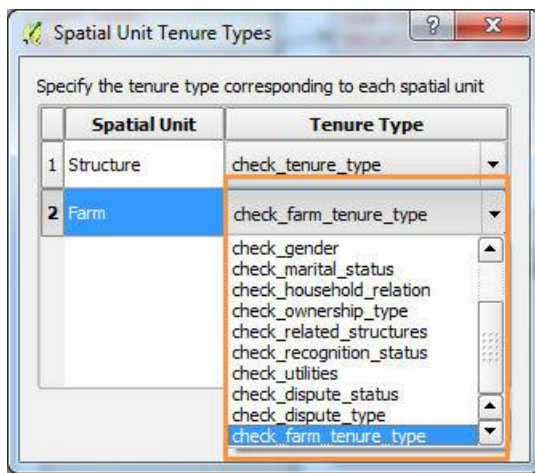 Spatial Unit Tenure Types
Specify the tenure type corresponding to each spatial unit
Spatial Unit Tenure Type
1 Structure check_tenure_type
2 Farm check_farm_tenure_type
check_gender
check_marital_status
check_household_relation
check_ownership_type
check_related_structures
check_recognition_status
check_utilities
check_dispute_status
check_dispute_type
check_farm_tenure_type